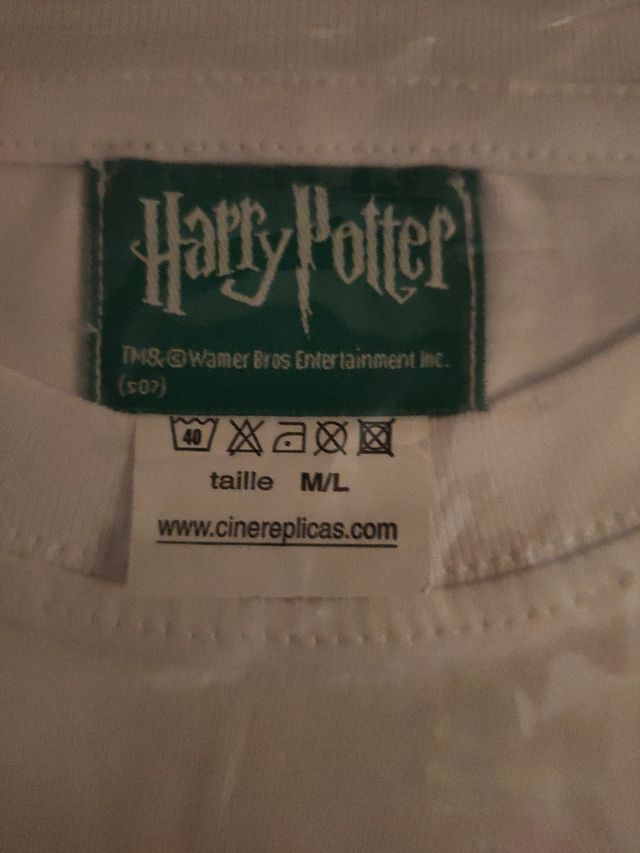 Harry Potter
TM&©Warner Bros Entertainment Inc.
(s07)
40
taille M/L
www.cinereplicas.com